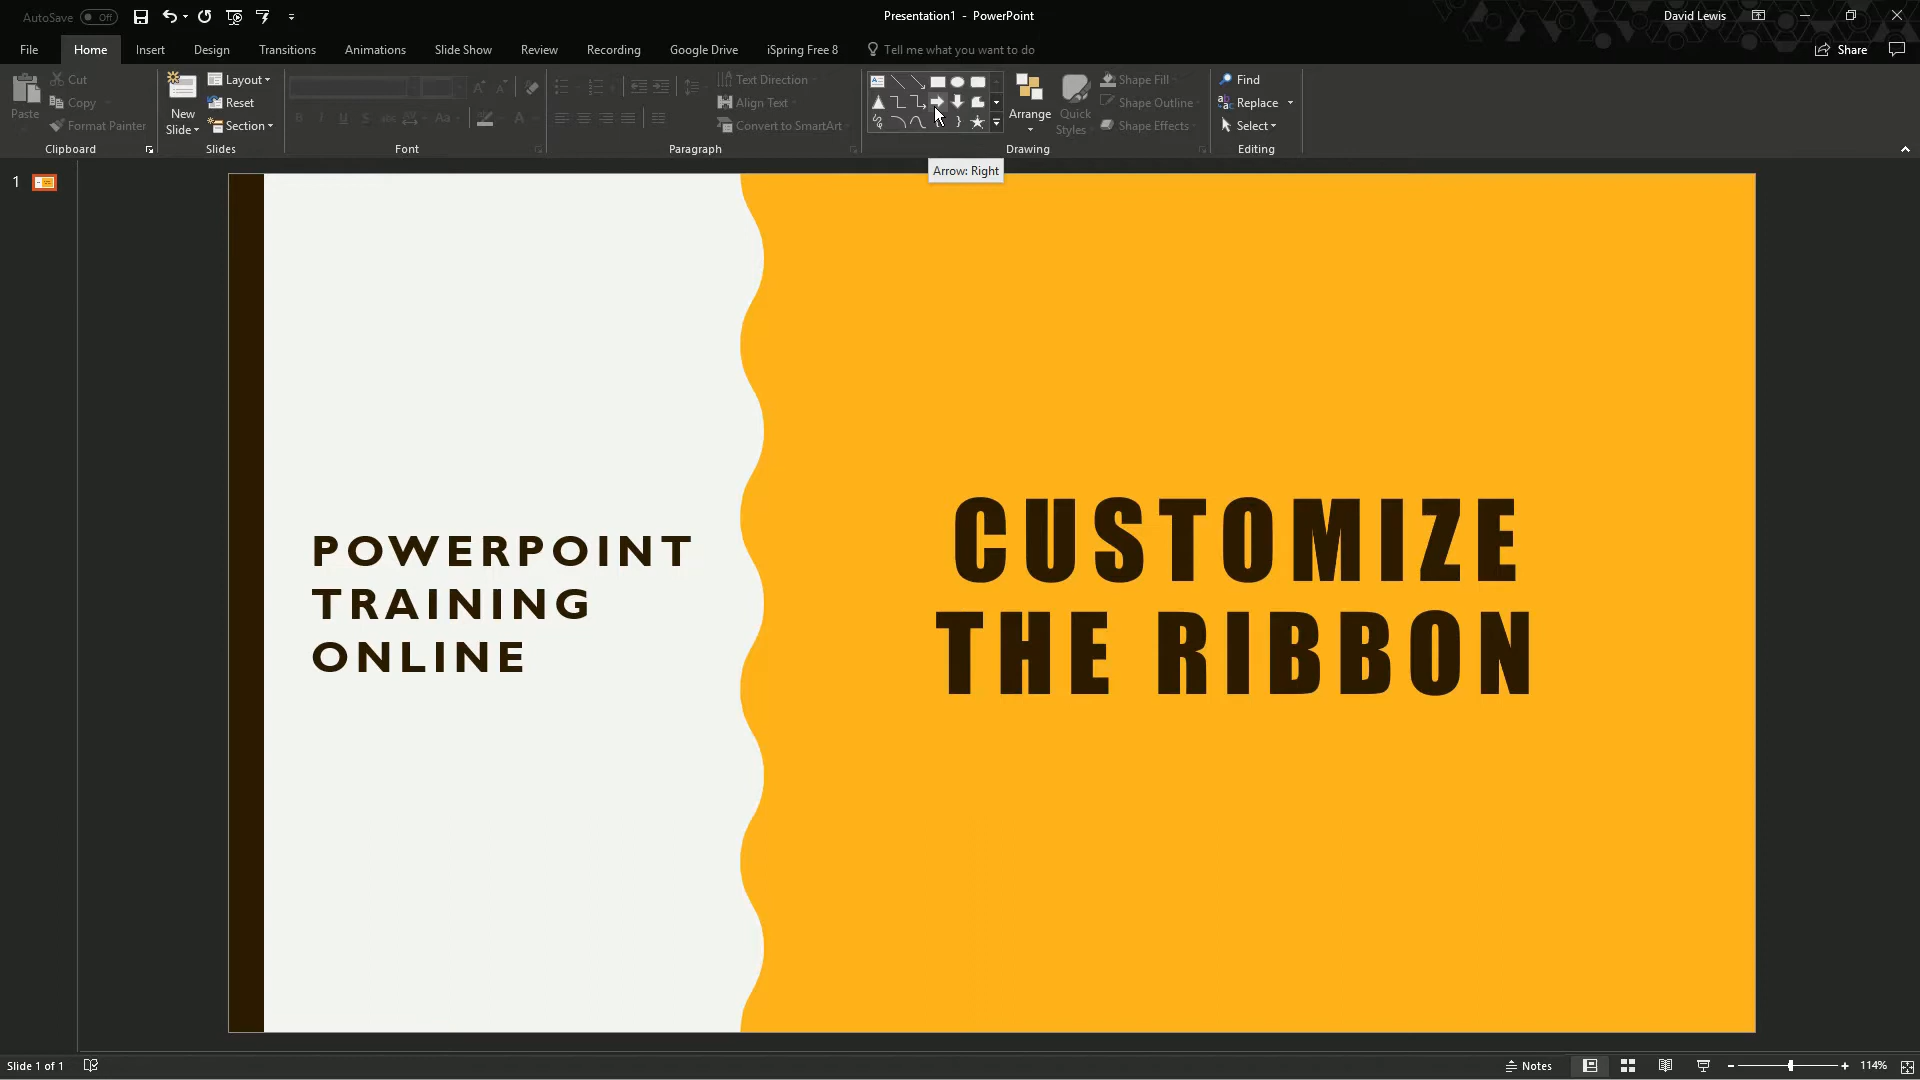 AutoSave Off
Presentation1 - PowerPoint
David Lewis
File Home Insert Design Transitions Animations Slide Show Review Recording Google Drive iSpring Free 8 Tell me what you want to do
Share
Paste
Cut
Copy
Format Painter
Clipboard
New
Slide
Layout
Reset
Section
Slides
B I U S abc AV Aa A
Font
Text Direction
Align Text
Convert to SmartArt
Paragraph
Arrange
Quick
Styles
Shape Fill
Shape Outline
Shape Effects
Drawing
Find
Replace
Select
Editing
Arrow: Right
1
POWERPOINT
TRAINING
ONLINE
CUSTOMIZE
THE RIBBON
Slide 1 of 1
Notes
114%